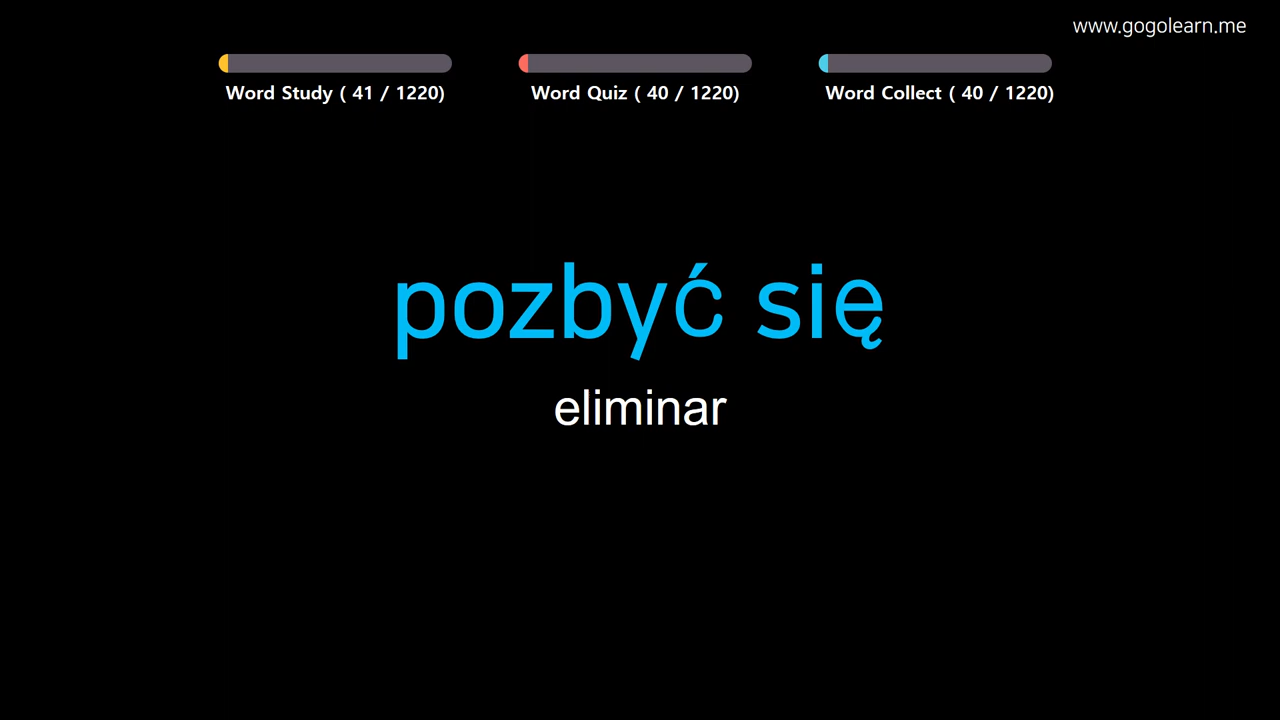 www.gogolearn.me
Word Study ( 41 / 1220)
Word Quiz ( 40 / 1220)
Word Collect ( 40 / 1220)
pozbyć się
eliminar